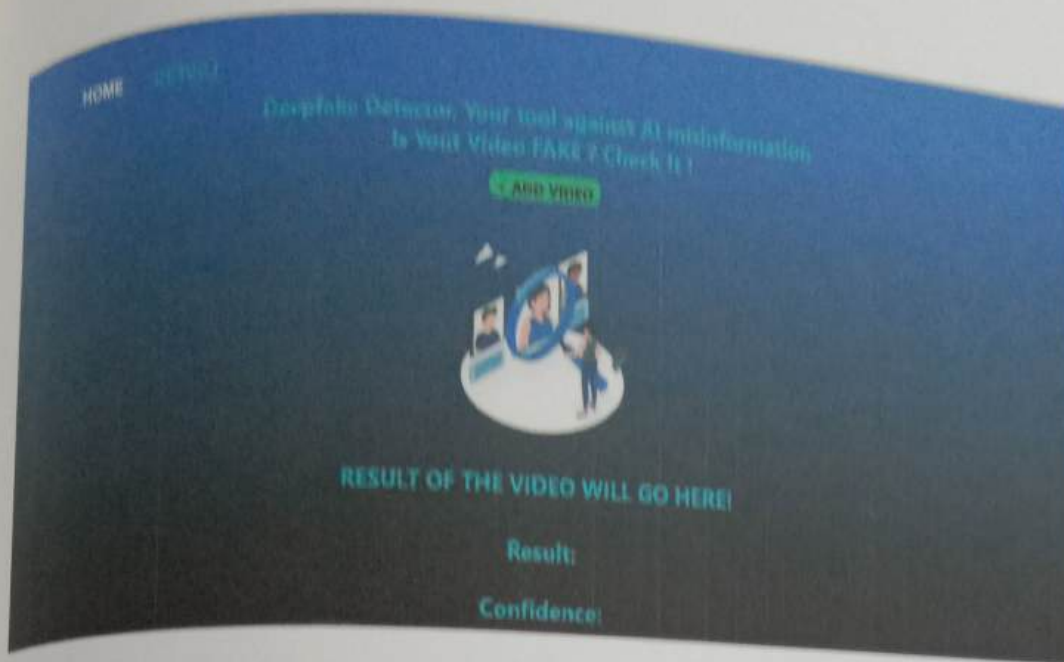 HOME DETECT
Deepfake Detector, Your tool against AI misinformation
Is Your Video FAKE ? Check It !
+ ADD VIDEO
RESULT OF THE VIDEO WILL GO HERE!
Result:
Confidence: